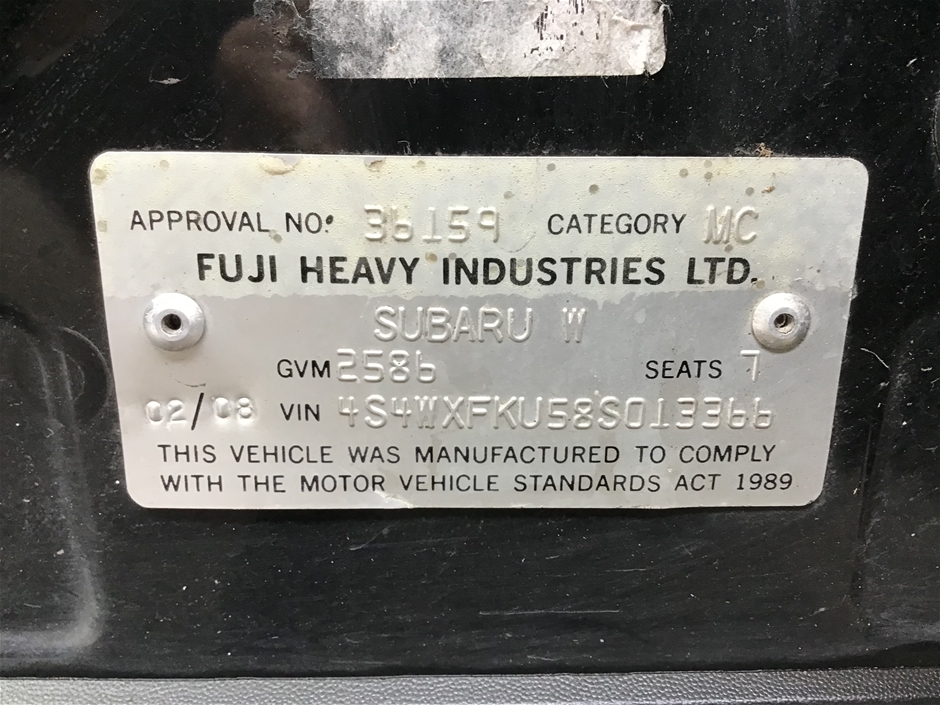 APPROVAL NO: 36159 CATEGORY MC
FUJI HEAVY INDUSTRIES LTD.
SUBARU W
GVM 2586 SEATS 7
02/08 VIN 4S4WXFKU58S013366
THIS VEHICLE WAS MANUFACTURED TO COMPLY
WITH THE MOTOR VEHICLE STANDARDS ACT 1989